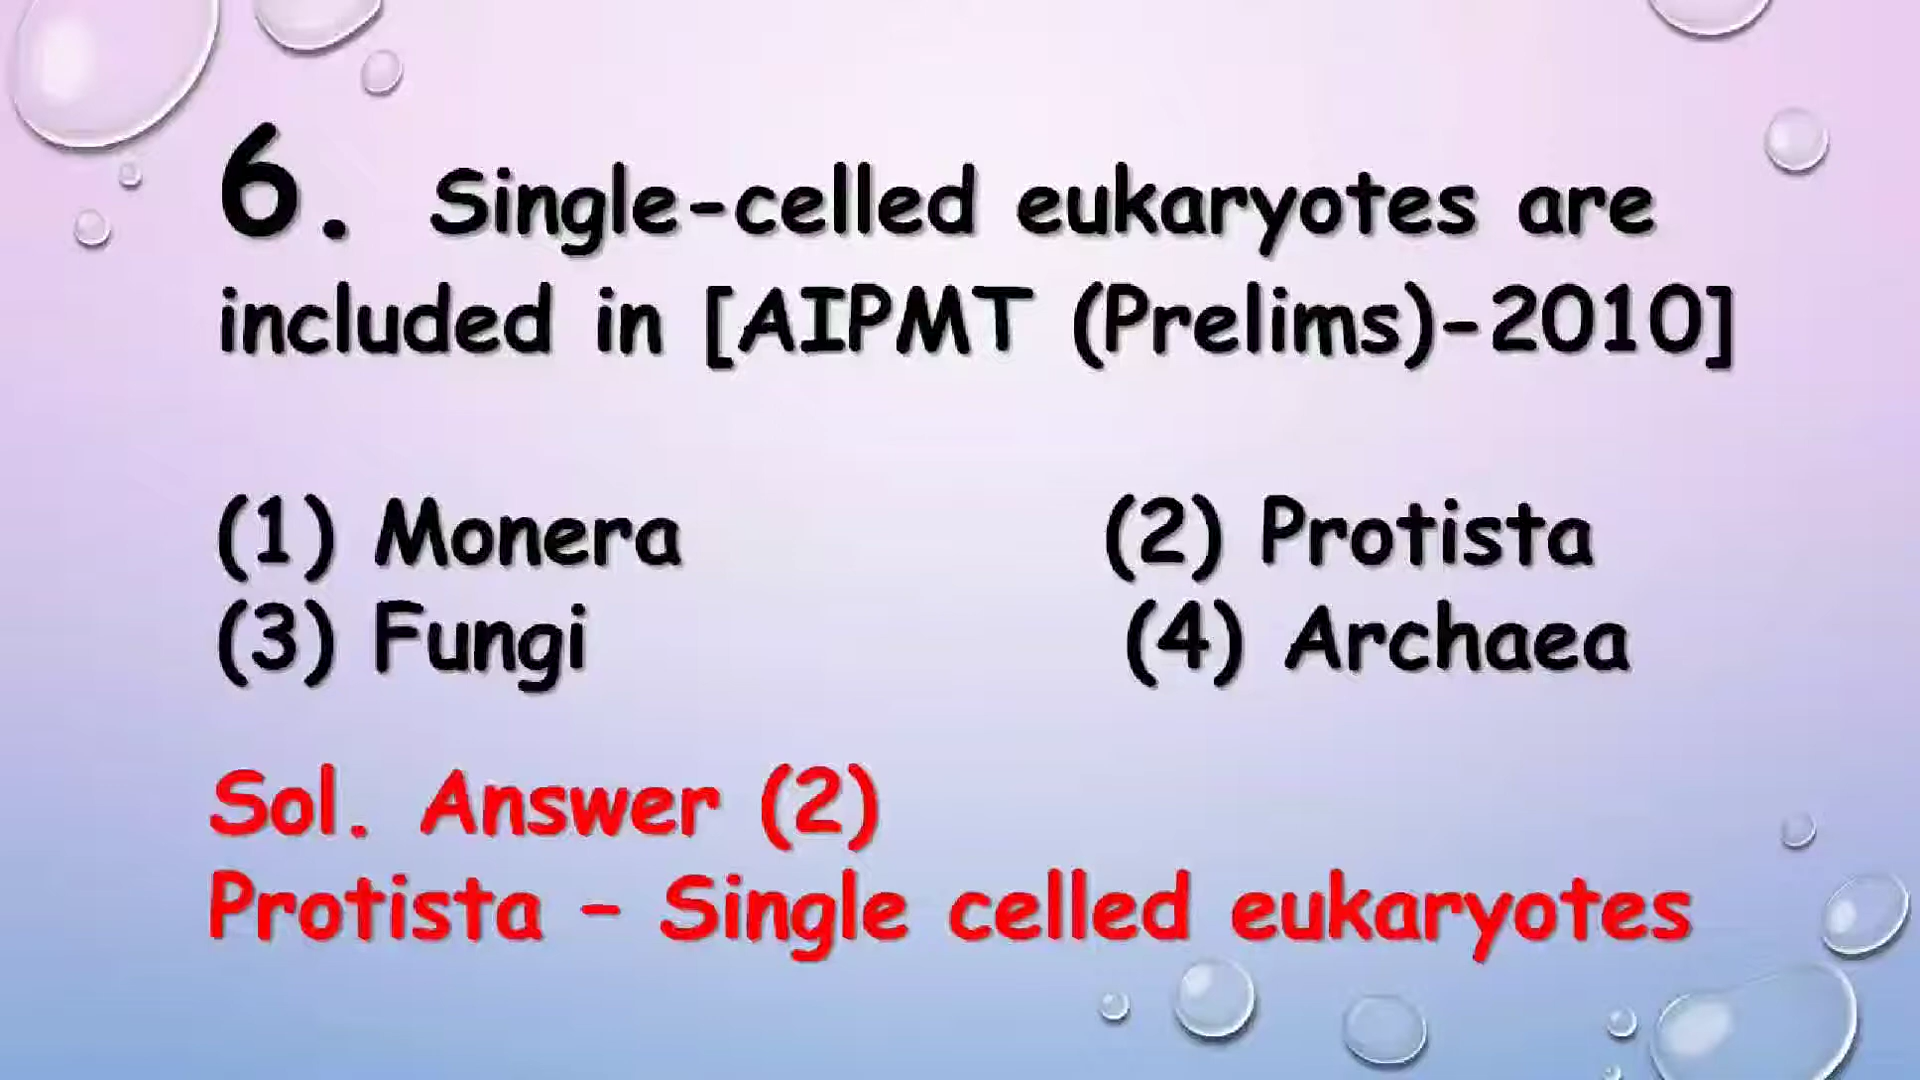 6. Single-celled eukaryotes are
included in [AIPMT (Prelims)-2010]
(1) Monera (2) Protista
(3) Fungi (4) Archaea
Sol. Answer (2)
Protista – Single celled eukaryotes